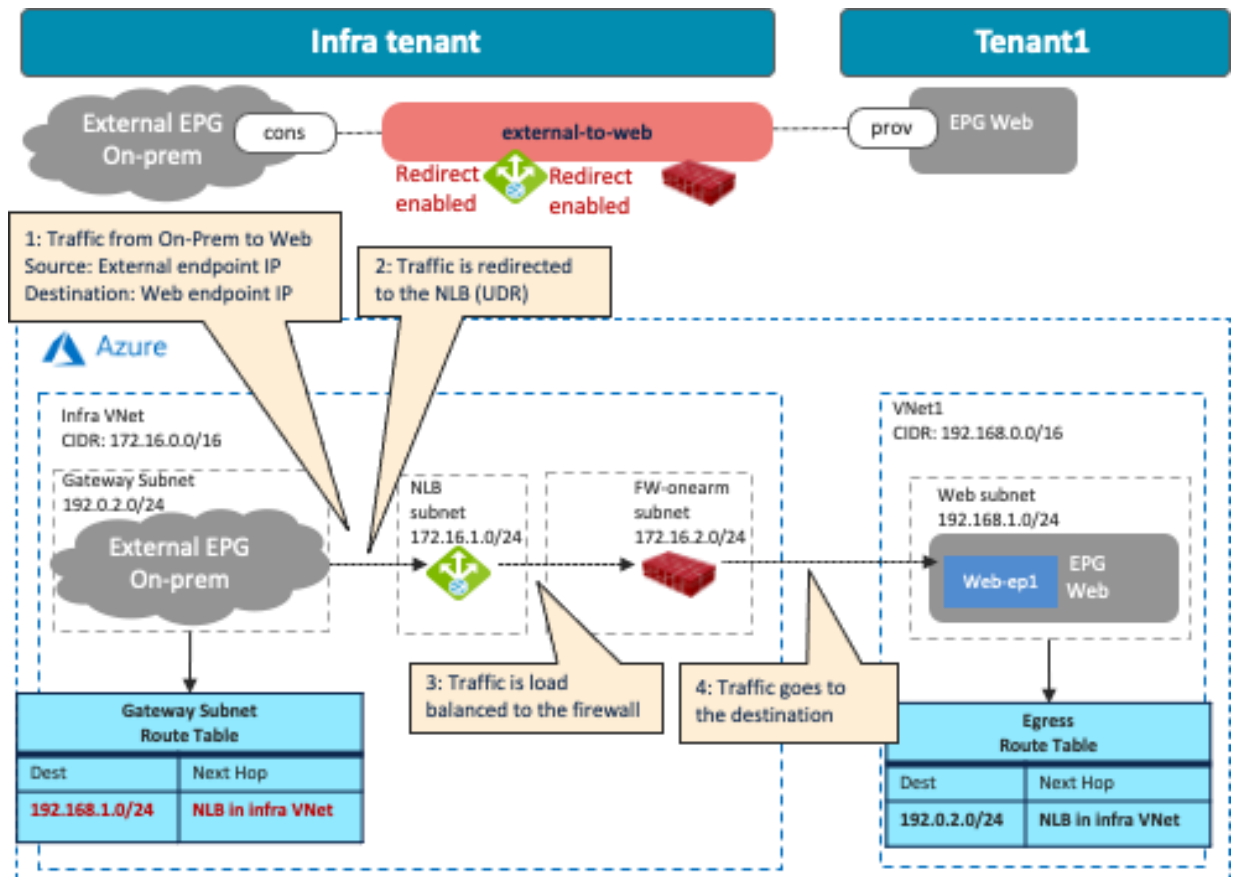 Infra tenant
Tenant1
External EPG
On-prem
cons
external-to-web
prov
EPG Web
Redirect
enabled
Redirect
enabled
1: Traffic from On-Prem to Web
Source: External endpoint IP
Destination: Web endpoint IP
2: Traffic is redirected
to the NLB (UDR)
Azure
Infra VNet
CIDR: 172.16.0.0/16
VNet1
CIDR: 192.168.0.0/16
Gateway Subnet
192.0.2.0/24
External EPG
On-prem
NLB
subnet
172.16.1.0/24
FW-onearm
subnet
172.16.2.0/24
Web subnet
192.168.1.0/24
Web-ep1
EPG
Web
3: Traffic is load
balanced to the firewall
4: Traffic goes to
the destination
Gateway Subnet
Route Table
Dest
Next Hop
192.168.1.0/24
NLB in infra VNet
Egress
Route Table
Dest
Next Hop
192.0.2.0/24
NLB in infra VNet